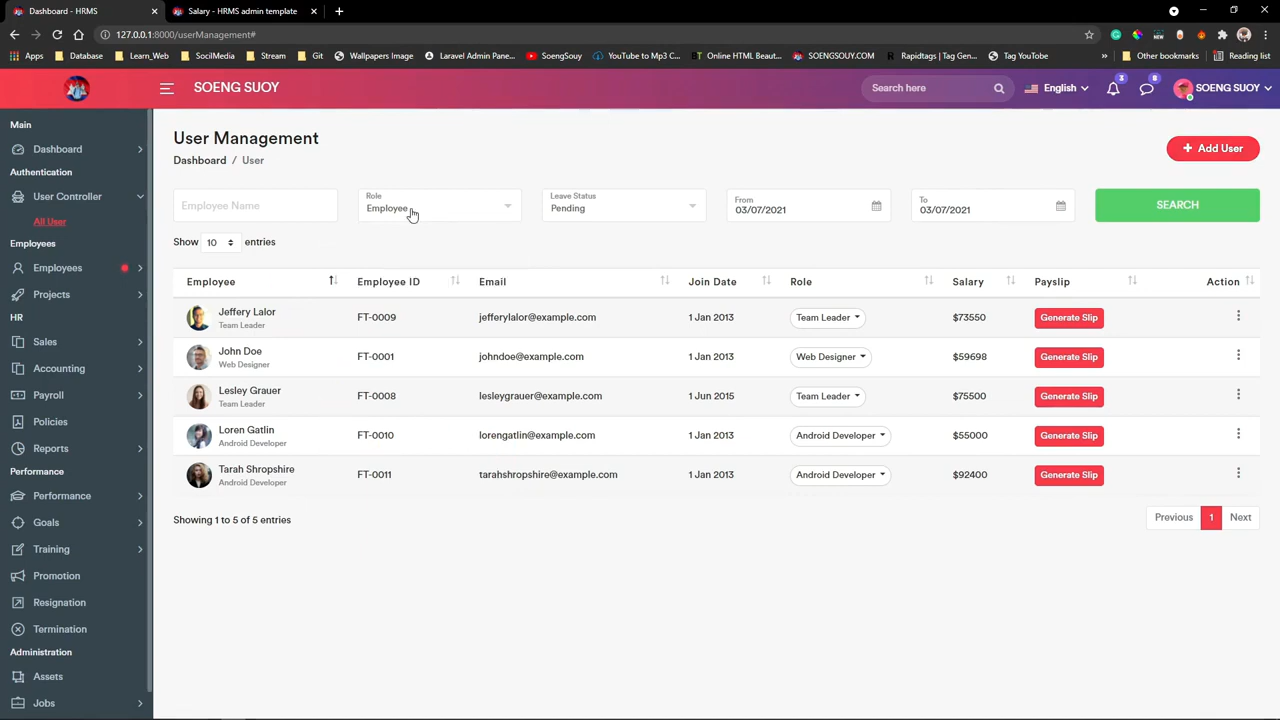 Dashboard - HRMS
Salary - HRMS admin template
127.0.0.1:8000/userManagement#
Apps
Database
Learn_Web
SocilMedia
Stream
Git
Wallpapers Image
Laravel Admin Pane...
SoengSouy
YouTube to Mp3 C...
Online HTML Beaut...
SOENGSOUY.COM
Rapidtags | Tag Gen...
Tag YouTube
»
Other bookmarks
Reading list
SOENG SUOY
Search here
English
3
8
SOENG SUOY
Main
Dashboard
Authentication
User Controller
All User
Employees
Employees
Projects
HR
Sales
Accounting
Payroll
Policies
Reports
Performance
Performance
Goals
Training
Promotion
Resignation
Termination
Administration
Assets
Jobs
User Management
Dashboard / User
+ Add User
Employee Name
Role
Employee
Leave Status
Pending
From
03/07/2021
To
03/07/2021
SEARCH
Show 10 entries
Employee Employee ID Email Join Date Role Salary Payslip Action
Jeffery Lalor
Team Leader
FT-0009 jefferylalor@example.com 1 Jan 2013 Team Leader $73550 Generate Slip
John Doe
Web Designer
FT-0001 johndoe@example.com 1 Jan 2013 Web Designer $59698 Generate Slip
Lesley Grauer
Team Leader
FT-0008 lesleygrauer@example.com 1 Jun 2015 Team Leader $75500 Generate Slip
Loren Gatlin
Android Developer
FT-0010 lorengatlin@example.com 1 Jan 2013 Android Developer $55000 Generate Slip
Tarah Shropshire
Android Developer
FT-0011 tarahshropshire@example.com 1 Jan 2013 Android Developer $92400 Generate Slip
Showing 1 to 5 of 5 entries
Previous 1 Next